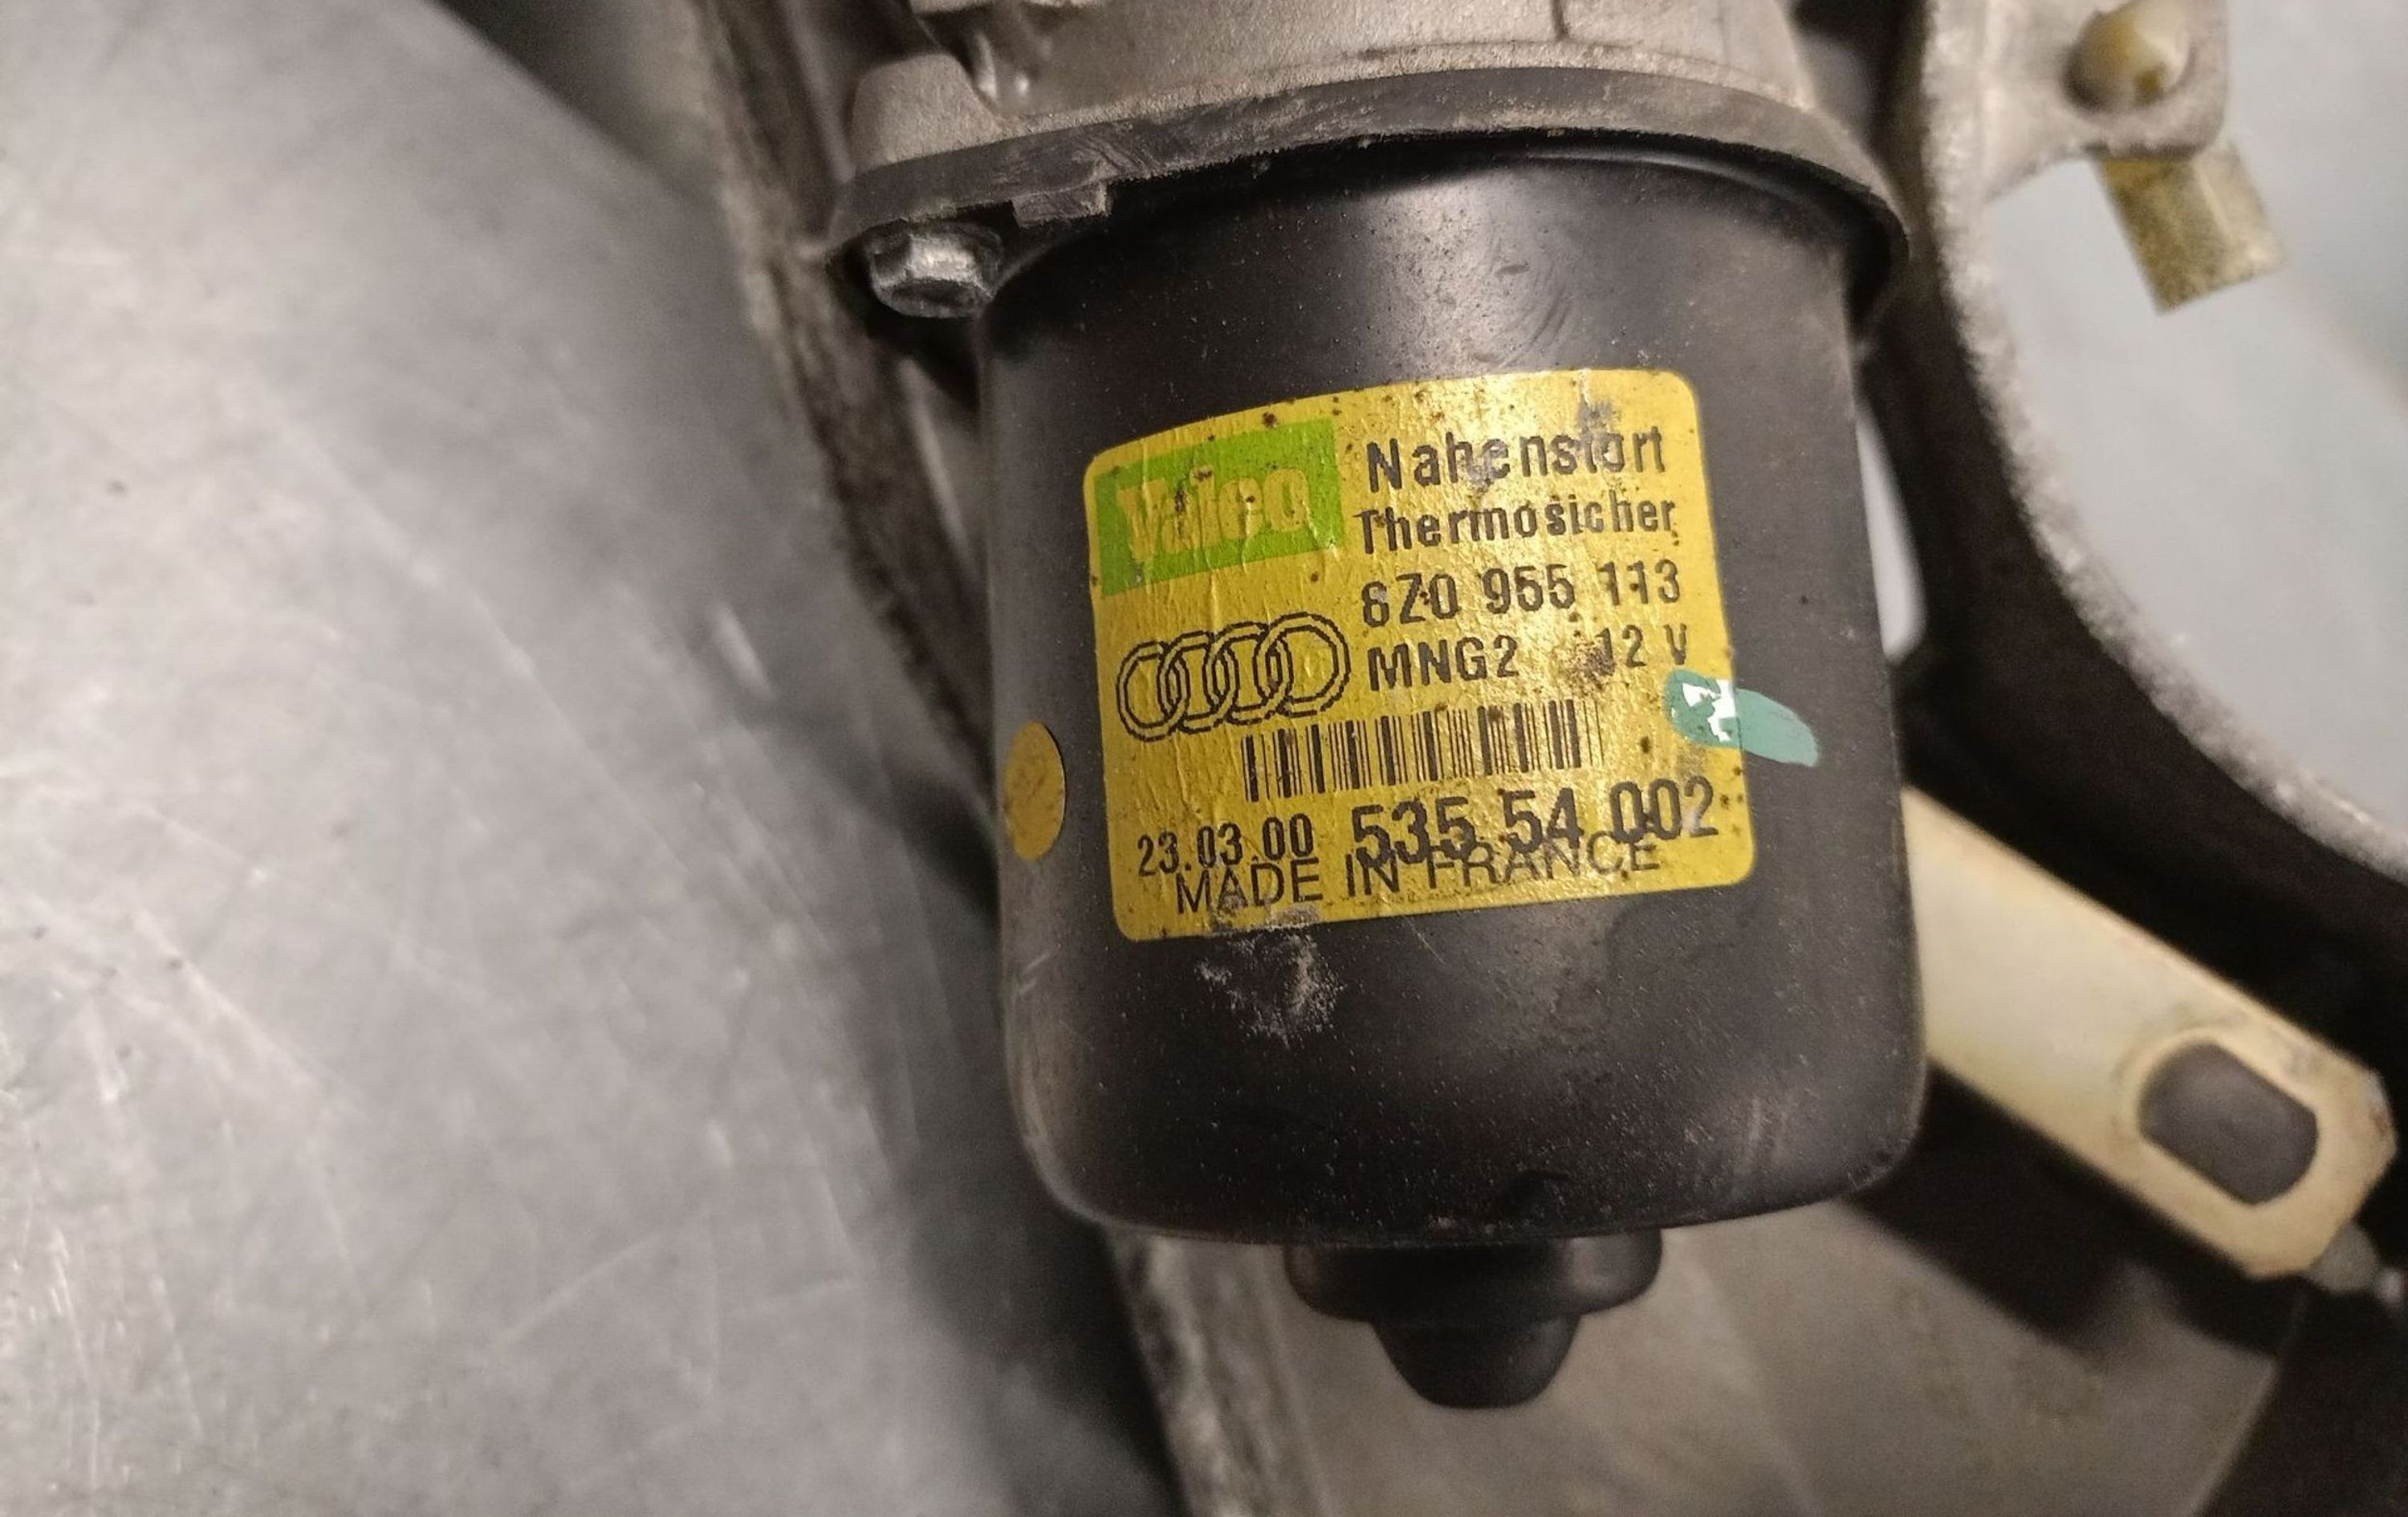 Valeo
Nahenstört
Thermosicher
8Z0 955 113
MNG2 12 V
23.03.00 535 54 002
MADE IN FRANCE